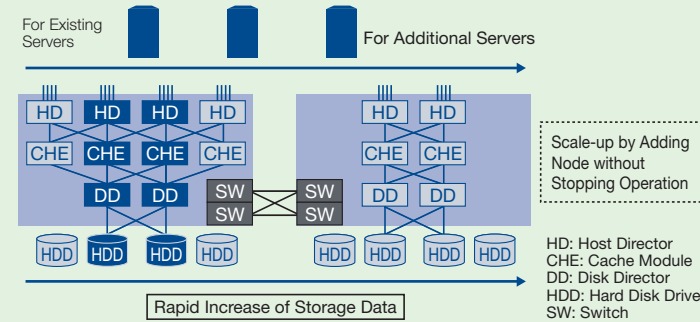 For Existing
Servers
For Additional Servers
HD HD HD HD HD HD
CHE CHE CHE CHE CHE CHE
DD DD DD DD
SW SW
SW SW
HDD HDD HDD HDD HDD HDD HDD HDD
Scale-up by Adding
Node without
Stopping Operation
HD: Host Director
CHE: Cache Module
DD: Disk Director
HDD: Hard Disk Drive
SW: Switch
Rapid Increase of Storage Data